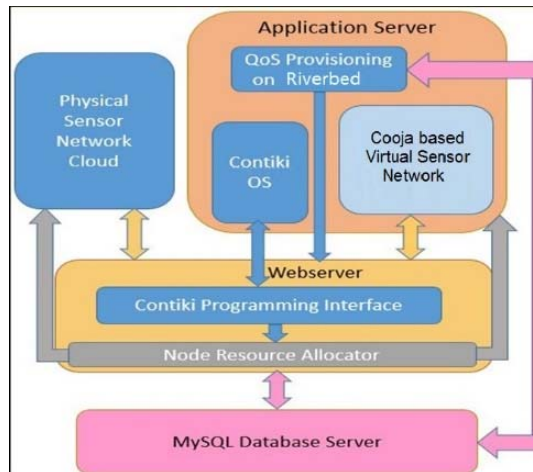 Application Server
QoS Provisioning
on Riverbed
Physical
Sensor
Network
Cloud
Contiki
OS
Cooja based
Virtual Sensor
Network
Webserver
Contiki Programming Interface
Node Resource Allocator
MySQL Database Server